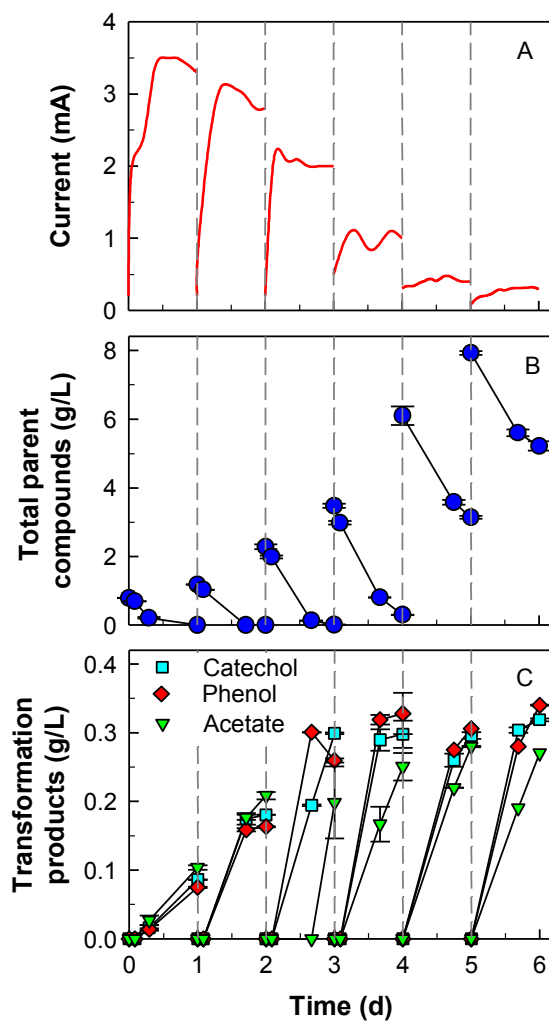 A
Current (mA)
4
3
2
1
0
B
Total parent
compounds (g/L)
8
6
4
2
0
C
Catechol
Phenol
Acetate
Transformation
products (g/L)
0.4
0.3
0.2
0.1
0.0
0 1 2 3 4 5 6
Time (d)